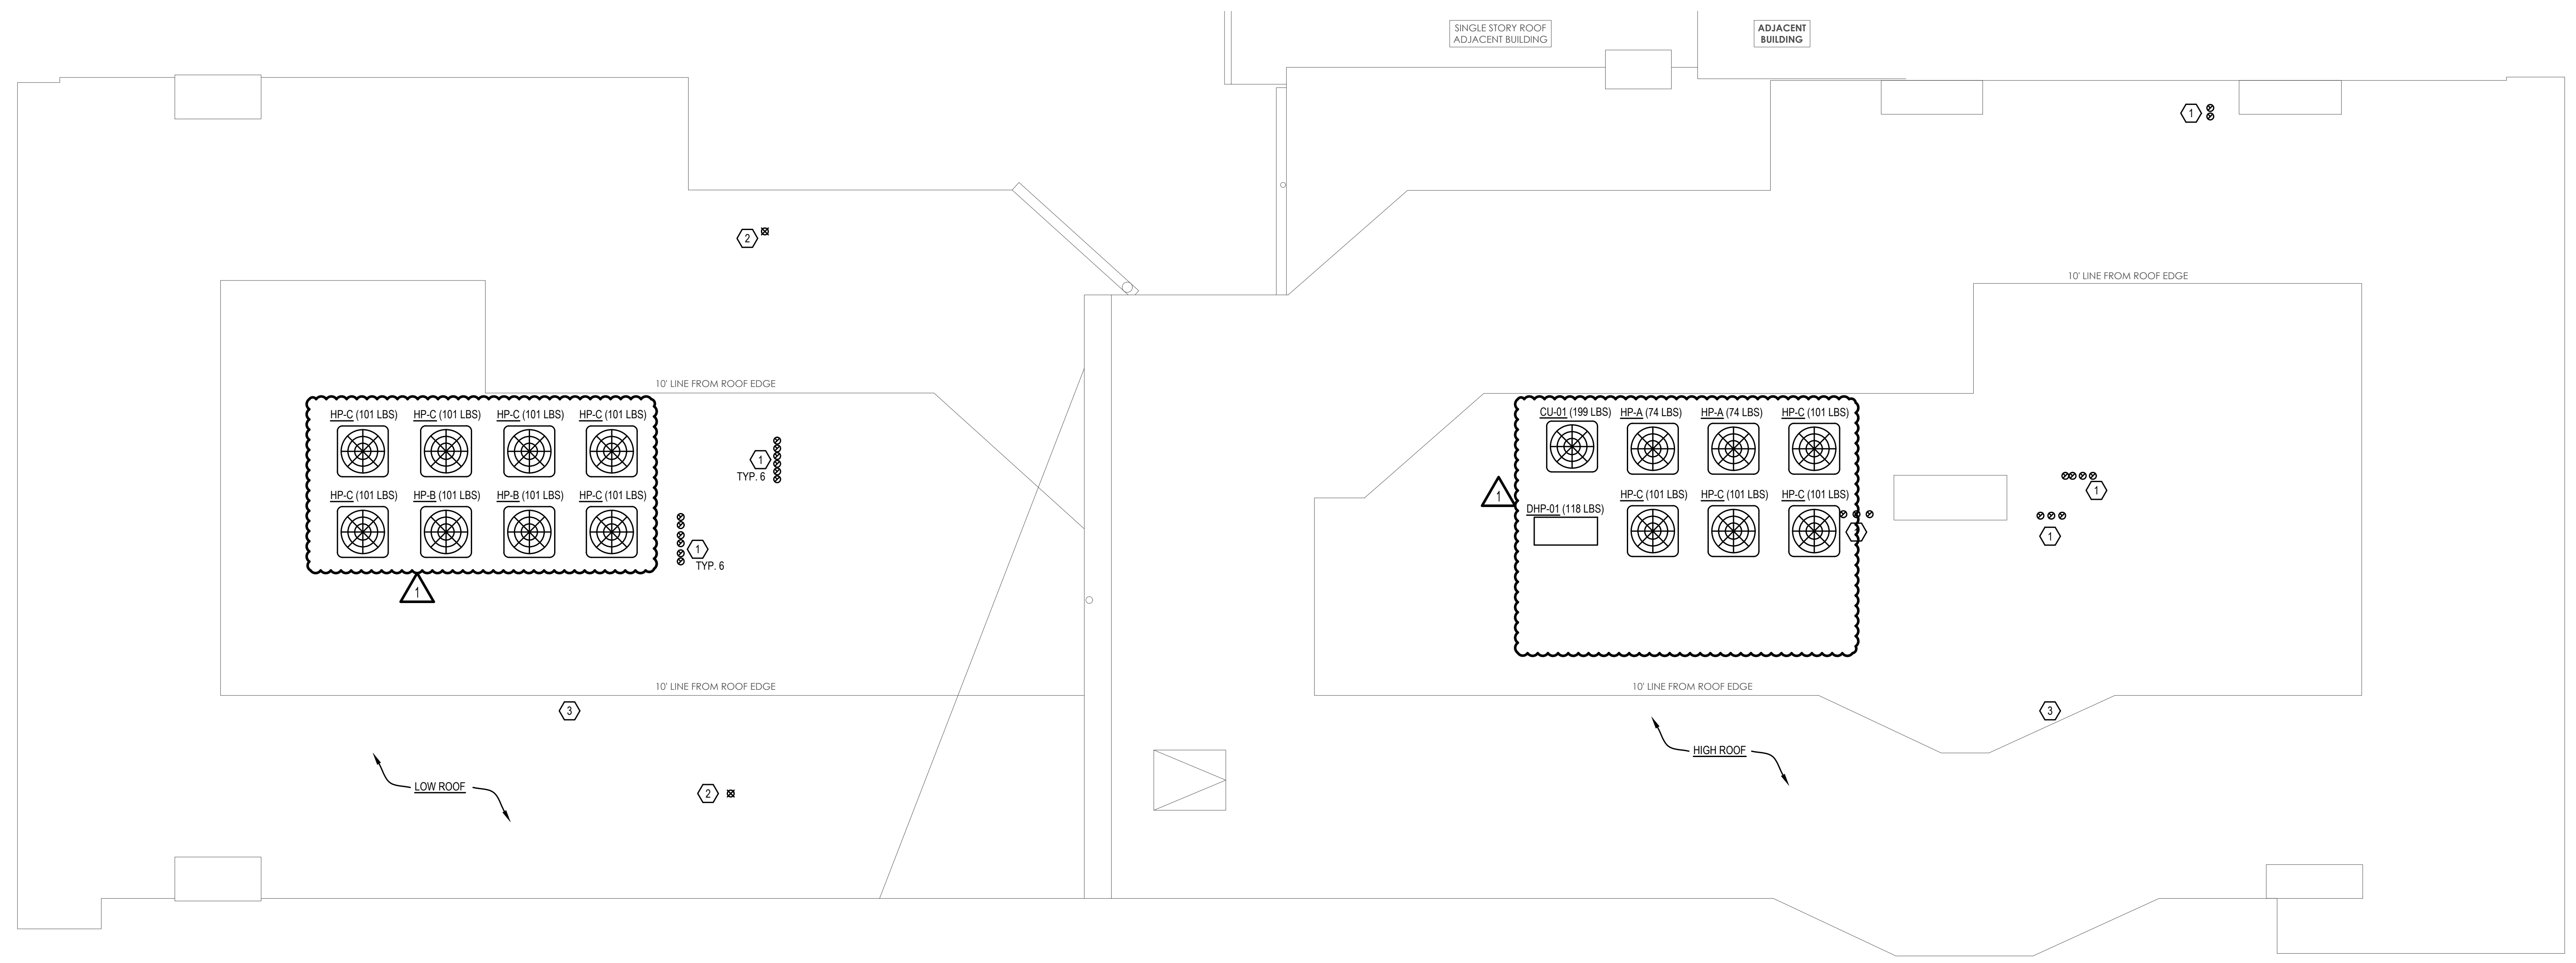 SINGLE STORY ROOF
ADJACENT BUILDING
ADJACENT
BUILDING
1
2
10' LINE FROM ROOF EDGE
10' LINE FROM ROOF EDGE
HP-C (101 LBS) HP-C (101 LBS) HP-C (101 LBS) HP-C (101 LBS)
HP-C (101 LBS) HP-B (101 LBS) HP-B (101 LBS) HP-C (101 LBS)
1
1
TYP. 6
1
TYP. 6
CU-01 (199 LBS) HP-A (74 LBS) HP-A (74 LBS) HP-C (101 LBS)
HP-C (101 LBS) HP-C (101 LBS) HP-C (101 LBS)
DHP-01 (118 LBS)
1
1
1
1
10' LINE FROM ROOF EDGE
10' LINE FROM ROOF EDGE
3
3
LOW ROOF
HIGH ROOF
2